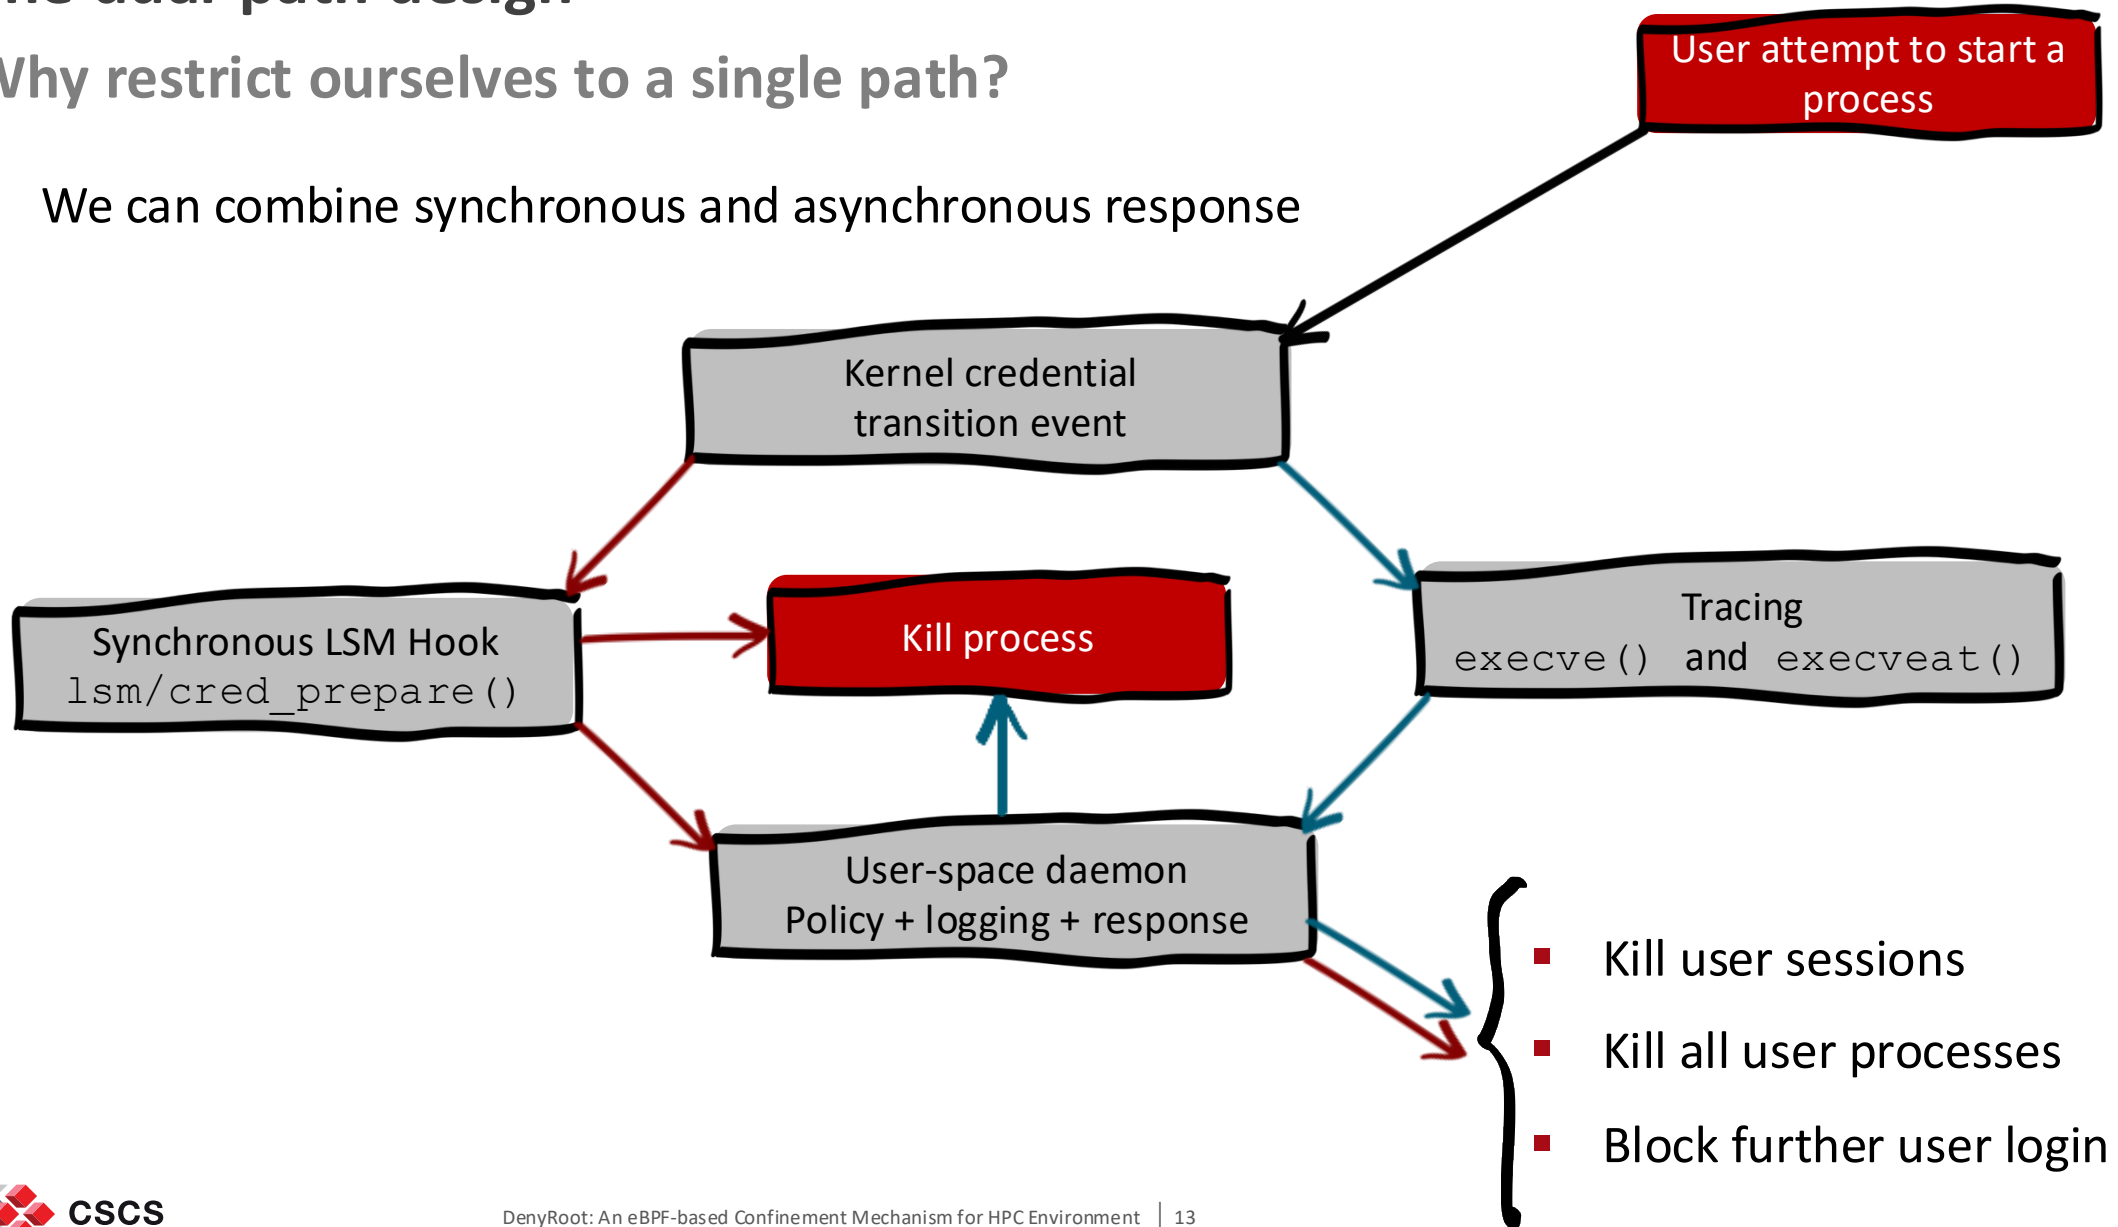 Why restrict ourselves to a single path?
User attempt to start a
process
We can combine synchronous and asynchronous response
Kernel credential
transition event
Synchronous LSM Hook
lsm/cred_prepare()
Kill process
Tracing
execve() and execveat()
User-space daemon
Policy + logging + response
Kill user sessions
Kill all user processes
Block further user login
CSCS
DenyRoot: An eBPF-based Confinement Mechanism for HPC Environment | 13